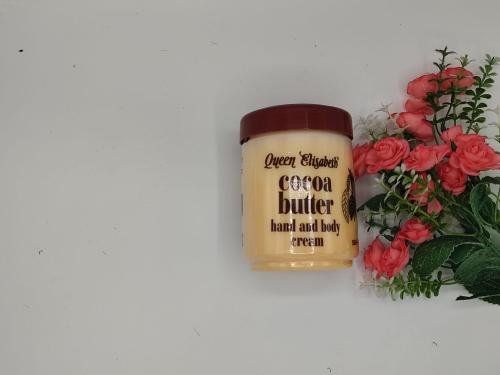 Queen Elisabeth
cocoa
butter
hand and body
cream